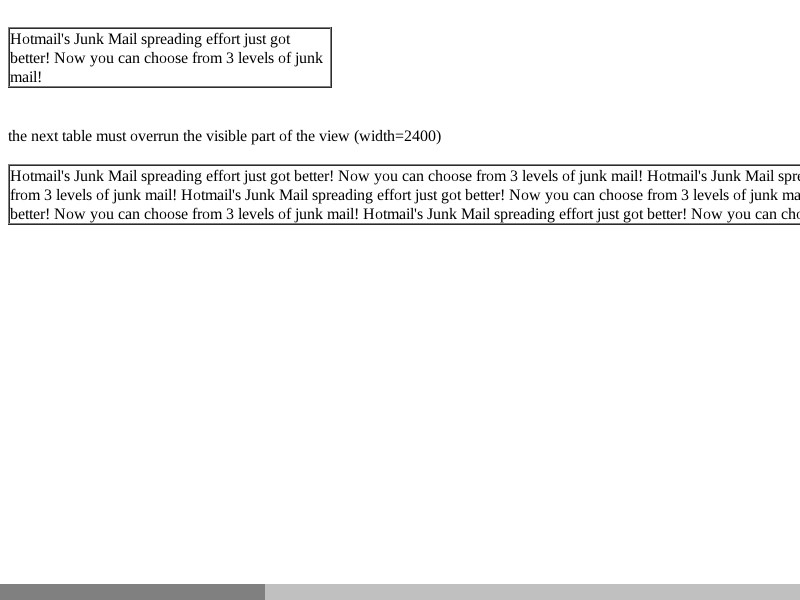 Hotmail's Junk Mail spreading effort just got
better! Now you can choose from 3 levels of junk
mail!
the next table must overrun the visible part of the view (width=2400)
Hotmail's Junk Mail spreading effort just got better! Now you can choose from 3 levels of junk mail! Hotmail's Junk Mail spre
from 3 levels of junk mail! Hotmail's Junk Mail spreading effort just got better! Now you can choose from 3 levels of junk ma
better! Now you can choose from 3 levels of junk mail! Hotmail's Junk Mail spreading effort just got better! Now you can cho